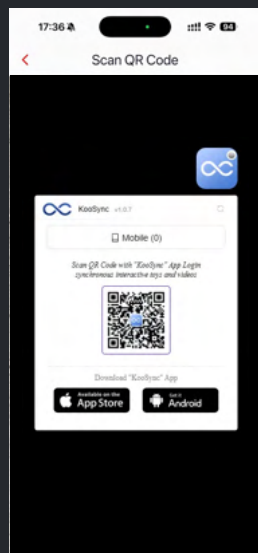 17:36
94
Scan QR Code
KooSync v1.0.7
Mobile (0)
Scan QR Code with "KooSync" App Login
synchronous interactive toys and videos
Download "KooSync" App
Available on the
App Store
Get it
Android